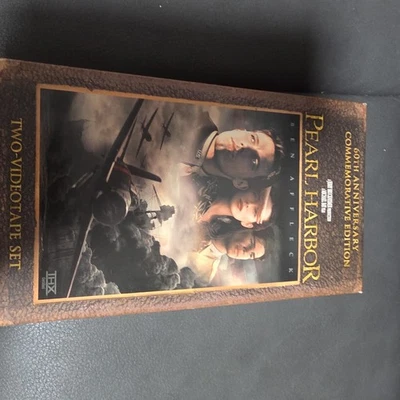 60TH ANNIVERSARY
COMMEMORATIVE EDITION
PEARL HARBOR
BEN AFFLECK
THX
TWO-VIDEOTAPE SET